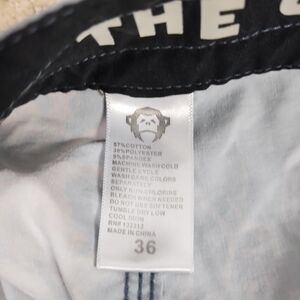 THE
57%COTTON
38%POLYESTER
5%SPANDEX
MACHINE WASH COLD
GENTLE CYCLE
WASH DARK COLORS
SEPARATELY
ONLY NON-CHLORINE
BLEACH WHEN NEEDED
DO NOT USE SOFTENER
TUMBLE DRY LOW
COOL IRON
MADE IN CHINA
36